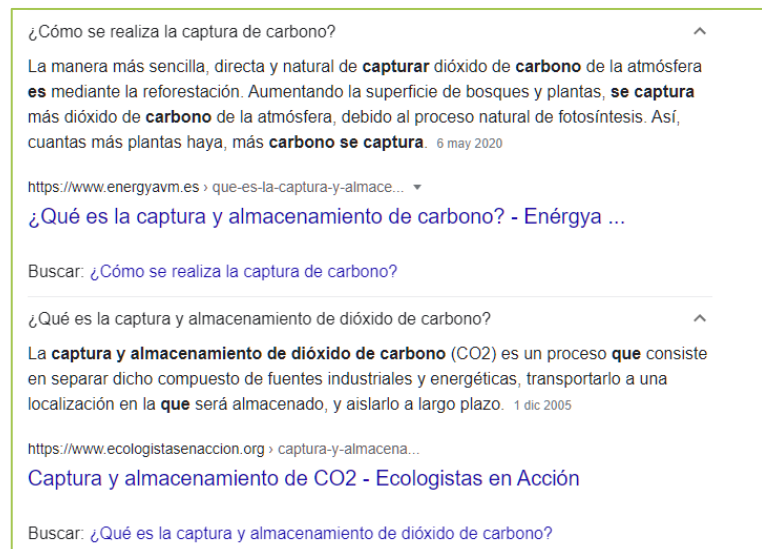 ¿Cómo se realiza la captura de carbono?
La manera más sencilla, directa y natural de capturar dióxido de carbono de la atmósfera
es mediante la reforestación. Aumentando la superficie de bosques y plantas, se captura
más dióxido de carbono de la atmósfera, debido al proceso natural de fotosíntesis. Así,
cuantas más plantas haya, más carbono se captura. 6 may 2020
https://www.energyavm.es › que-es-la-captura-y-almace...
¿Qué es la captura y almacenamiento de carbono? - Enérgya ...
Buscar: ¿Cómo se realiza la captura de carbono?
¿Qué es la captura y almacenamiento de dióxido de carbono?
La captura y almacenamiento de dióxido de carbono (CO2) es un proceso que consiste
en separar dicho compuesto de fuentes industriales y energéticas, transportarlo a una
localización en la que será almacenado, y aislarlo a largo plazo. 1 dic 2005
https://www.ecologistasenaccion.org › captura-y-almacena...
Captura y almacenamiento de CO2 - Ecologistas en Acción
Buscar: ¿Qué es la captura y almacenamiento de dióxido de carbono?